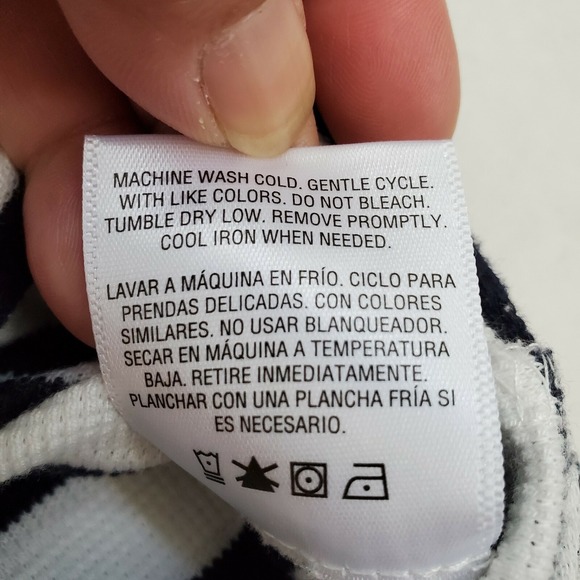 MACHINE WASH COLD. GENTLE CYCLE.
WITH LIKE COLORS. DO NOT BLEACH.
TUMBLE DRY LOW. REMOVE PROMPTLY.
COOL IRON WHEN NEEDED.
LAVAR A MÁQUINA EN FRÍO. CICLO PARA
PRENDAS DELICADAS. CON COLORES
SIMILARES. NO USAR BLANQUEADOR.
SECAR EN MÁQUINA A TEMPERATURA
BAJA. RETIRE INMEDIATAMENTE.
PLANCHAR CON UNA PLANCHA FRÍA SI
ES NECESARIO.